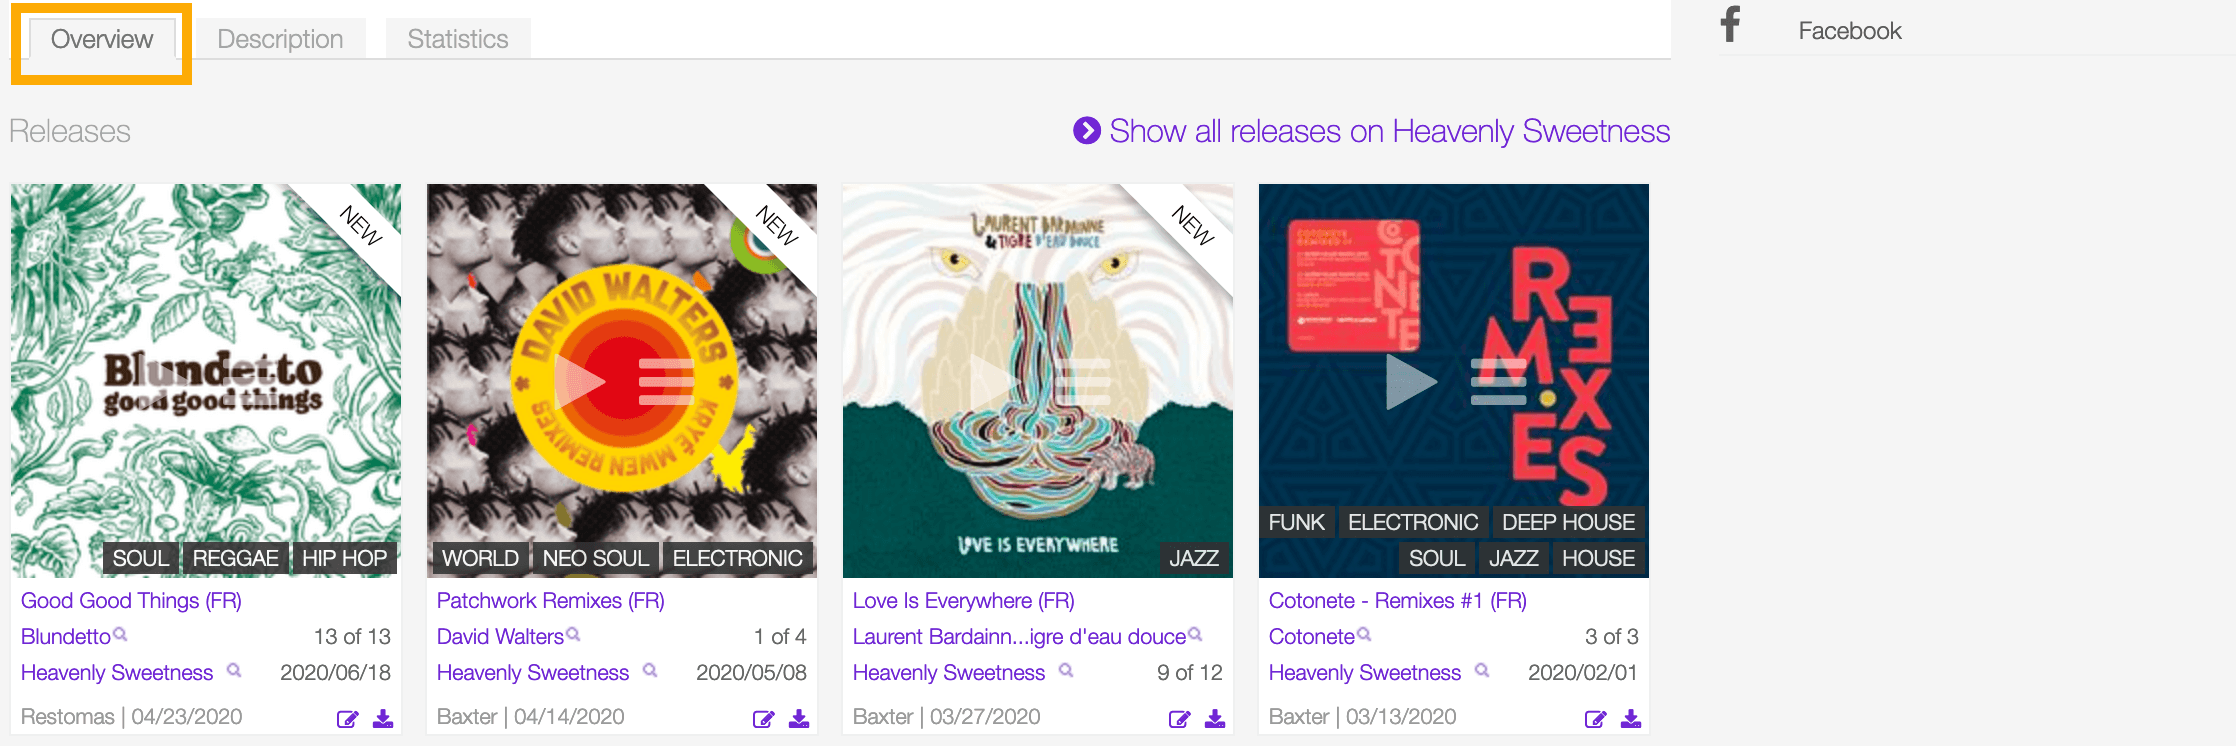 Overview Description Statistics
Facebook
Releases
Show all releases on Heavenly Sweetness
NEW
Blundetto
good good things
SOUL REGGAE HIP HOP
Good Good Things (FR)
Blundetto 13 of 13
Heavenly Sweetness 2020/06/18
Restomas | 04/23/2020
NEW
DAVID WALTERS
KRYÉ MWEN REMIXES
WORLD NEO SOUL ELECTRONIC
Patchwork Remixes (FR)
David Walters 1 of 4
Heavenly Sweetness 2020/05/08
Baxter | 04/14/2020
NEW
LAURENT BARDAINNE
& TIGRE D'EAU DOUCE
LOVE IS EVERYWHERE
JAZZ
Love Is Everywhere (FR)
Laurent Bardainn...igre d'eau douce
Heavenly Sweetness 9 of 12
Baxter | 03/27/2020
COTONETE
REMIXES
FUNK ELECTRONIC DEEP HOUSE
SOUL JAZZ HOUSE
Cotonete - Remixes #1 (FR)
Cotonete 3 of 3
Heavenly Sweetness 2020/02/01
Baxter | 03/13/2020